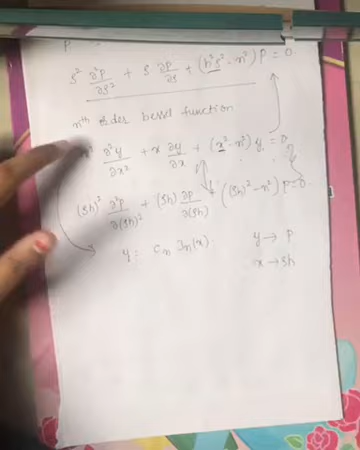 P
S² ∂²P/∂S² + S ∂P/∂S + (h²S² - n²) P = 0
nth order bessel function
x² ∂²y/∂x² + x ∂y/∂x + (x² - n²) y = 0
(Sh)² ∂²P/∂(Sh)² + (Sh) ∂P/∂(Sh) + ((Sh)² - n²) P = 0
y = Cn Jn(x) y → P
x → Sh